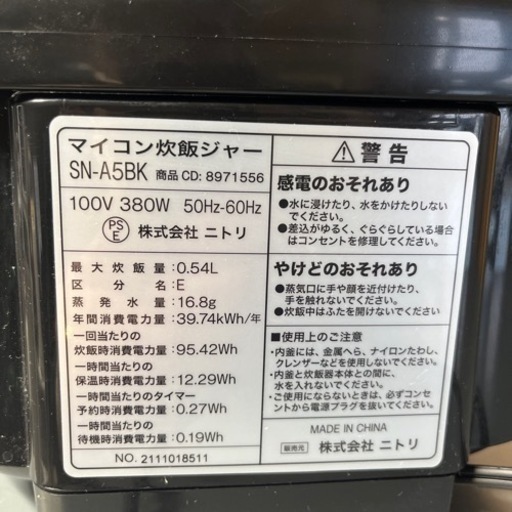 マイコン炊飯ジャー
SN-A5BK 商品CD: 8971556
100V 380W 50Hz-60Hz
PS
E 株式会社 ニトリ
最大炊飯量:0.54L
区分名:E
蒸発水量:16.8g
年間消費電力量:39.74kWh/年
一回当たりの
炊飯時消費電力量:95.42Wh
一時間当たりの
保温時消費電力量:12.29Wh
一時間当たりのタイマー
予約時消費電力量:0.27Wh
一時間当たりの
待機時消費電力量:0.19Wh
NO. 2111018511
警告
感電のおそれあり
●水に浸けたり、水をかけたりしない
でください。
●差込がゆるく、ぐらぐらしている場合
はコンセントを修理してください。
やけどのおそれあり
●蒸気口に手や顔を近付けたり、
手を触れないでください。
●炊飯中はふたを開けないでください。
■使用上のご注意
・内釜には、金属へら、ナイロンたわし、
クレンザーなどを使用しないでください。
・内釜と炊飯器本体との間に、
水を入れないでください。
・ご使用にならないときは、必ずコンセ
ントから電源プラグを抜いてください。
MADE IN CHINA
販売元 株式会社 ニトリ